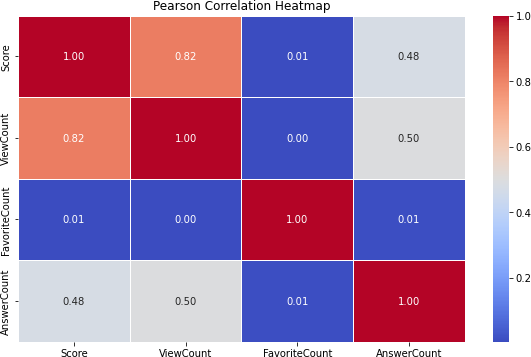 Pearson Correlation Heatmap
Score
1.00 0.82 0.01 0.48
ViewCount
0.82 1.00 0.00 0.50
FavoriteCount
0.01 0.00 1.00 0.01
AnswerCount
0.48 0.50 0.01 1.00
Score ViewCount FavoriteCount AnswerCount
1.0
0.8
0.6
0.4
0.2